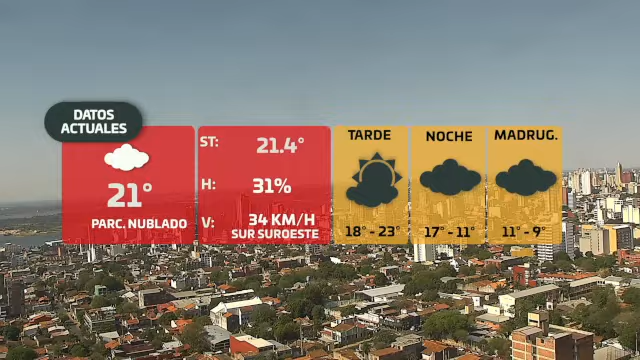 DATOS
ACTUALES
21°
PARC. NUBLADO
ST: 21.4°
H: 31%
V: 34 KM/H
SUR SUROESTE
TARDE
18° - 23°
NOCHE
17° - 11°
MADRUG.
11° - 9°